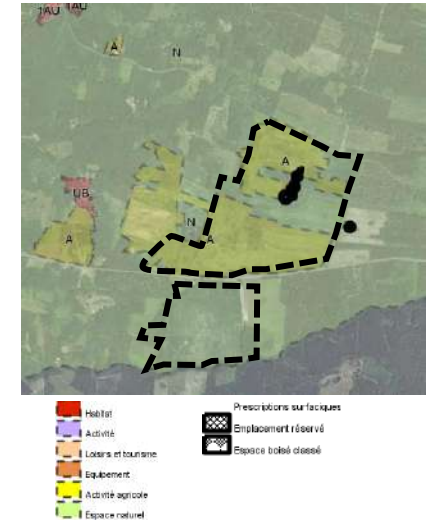 1AU 1AU
A
N
A
UB
N
A
A
Habitat
Activité
Loisirs et tourisme
Equipement
Activité agricole
Espace naturel
Prescriptions surfaciques
Emplacement réservé
Espace boisé classé